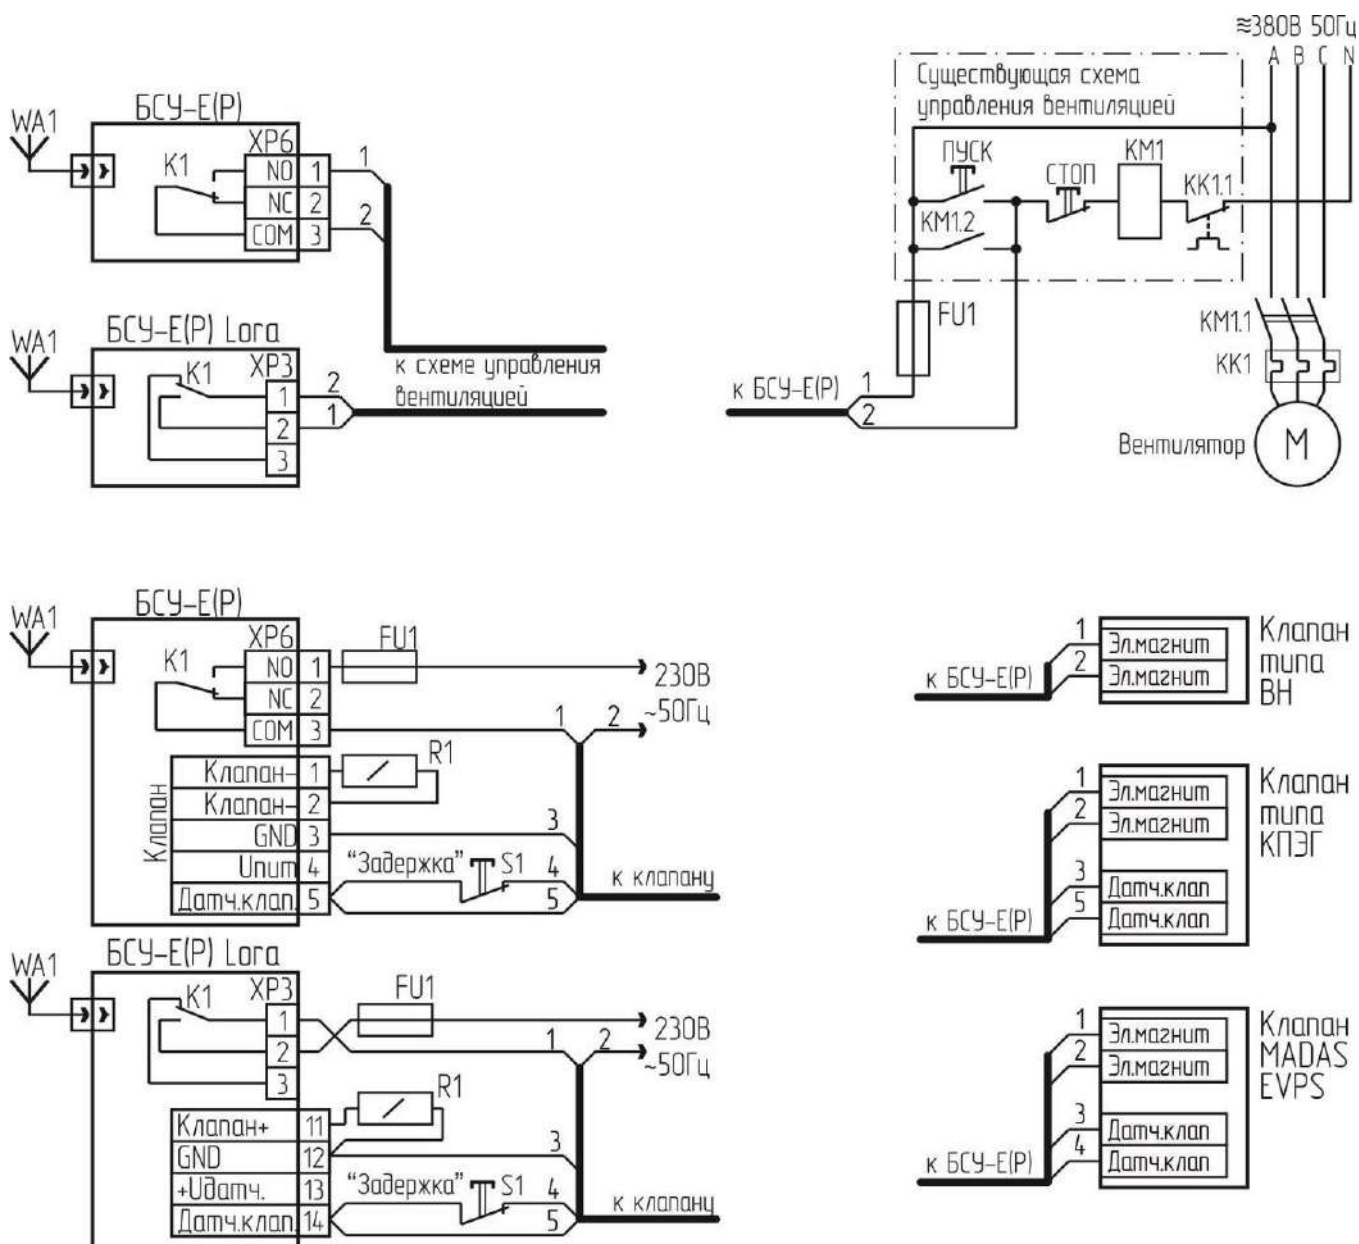 ≈380В 50Гц
A B C N
Существующая схема
управления вентиляцией
ПУСК
СТОП
КМ1
КК1.1
КМ1.2
FU1
КМ1.1
КК1
к БСУ-Е(Р)
1
2
Вентилятор
М
WA1
БСУ-Е(Р)
XP6
К1
NO 1
NC 2
COM 3
1
2
WA1
БСУ-Е(Р) Lora
XP3
К1
1
2
3
2
1
к схеме управления
вентиляцией
WA1
БСУ-Е(Р)
XP6
К1
NO 1
NC 2
COM 3
FU1
230В
~50Гц
1
2
Клапан
Клапан- 1
Клапан- 2
GND 3
Uпит 4
Датч.клап. 5
R1
3
"Задержка" S1 4
5
к клапану
WA1
БСУ-Е(Р) Lora
XP3
К1
1
2
3
FU1
230В
~50Гц
1
2
Клапан+ 11
GND 12
+Uдатч. 13
Датч.клап. 14
R1
3
"Задержка" S1 4
5
к клапану
к БСУ-Е(Р)
1 Эл.магнит
2 Эл.магнит
Клапан
типа
ВН
к БСУ-Е(Р)
1 Эл.магнит
2 Эл.магнит
3 Датч.клап
5 Датч.клап
Клапан
типа
КПЭГ
к БСУ-Е(Р)
1 Эл.магнит
2 Эл.магнит
3 Датч.клап
4 Датч.клап
Клапан
MADAS
EVPS